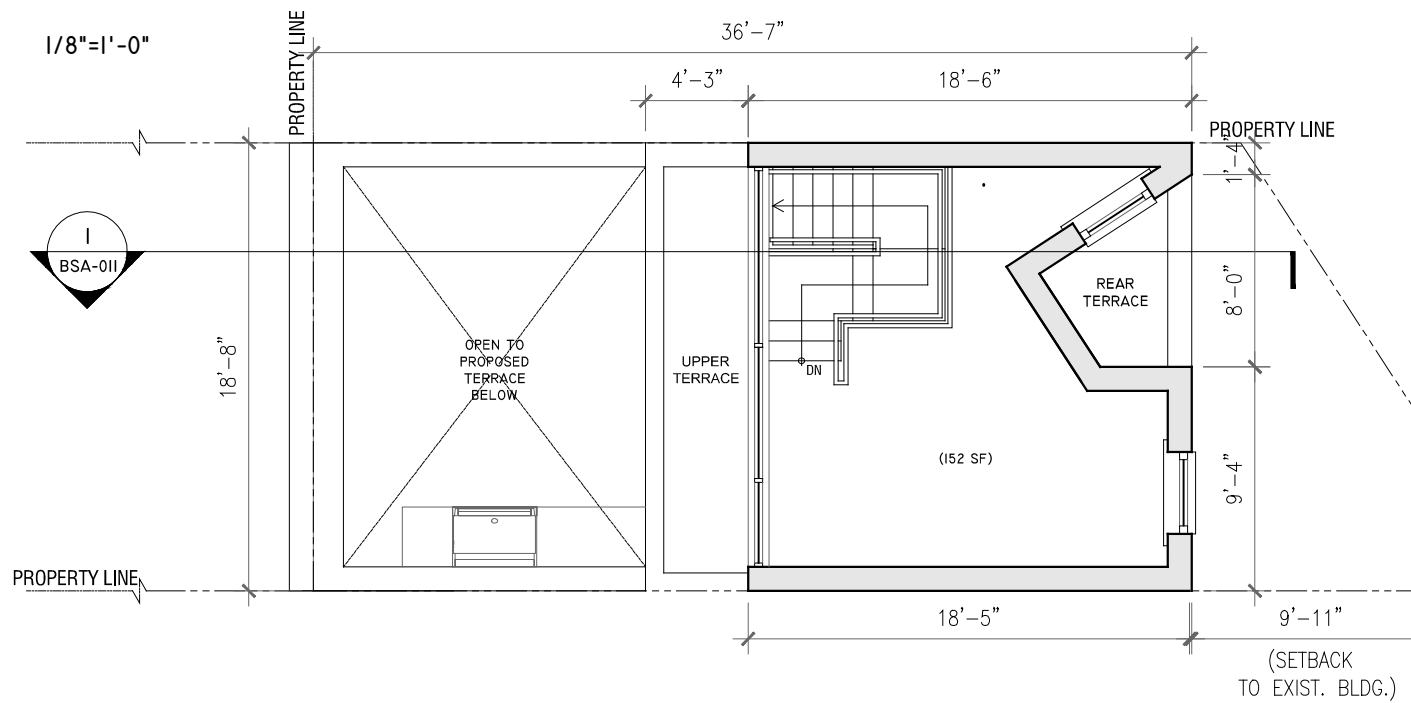 1/8"=1'-0"
PROPERTY LINE
36'-7"
4'-3"
18'-6"
PROPERTY LINE
1'-4"
1
BSA-011
18'-8"
OPEN TO
PROPOSED
TERRACE
BELOW
UPPER
TERRACE
DN
REAR
TERRACE
8'-0"
(152 SF)
9'-4"
PROPERTY LINE
18'-5"
9'-11"
(SETBACK
TO EXIST. BLDG.)